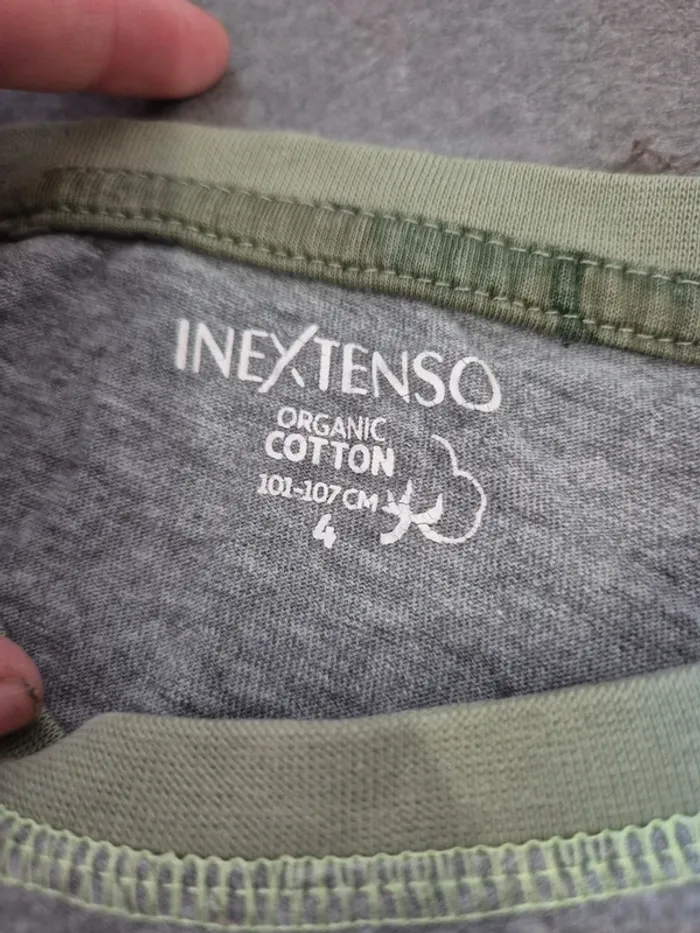 INEXTENSO
ORGANIC
COTTON
101-107 CM
4